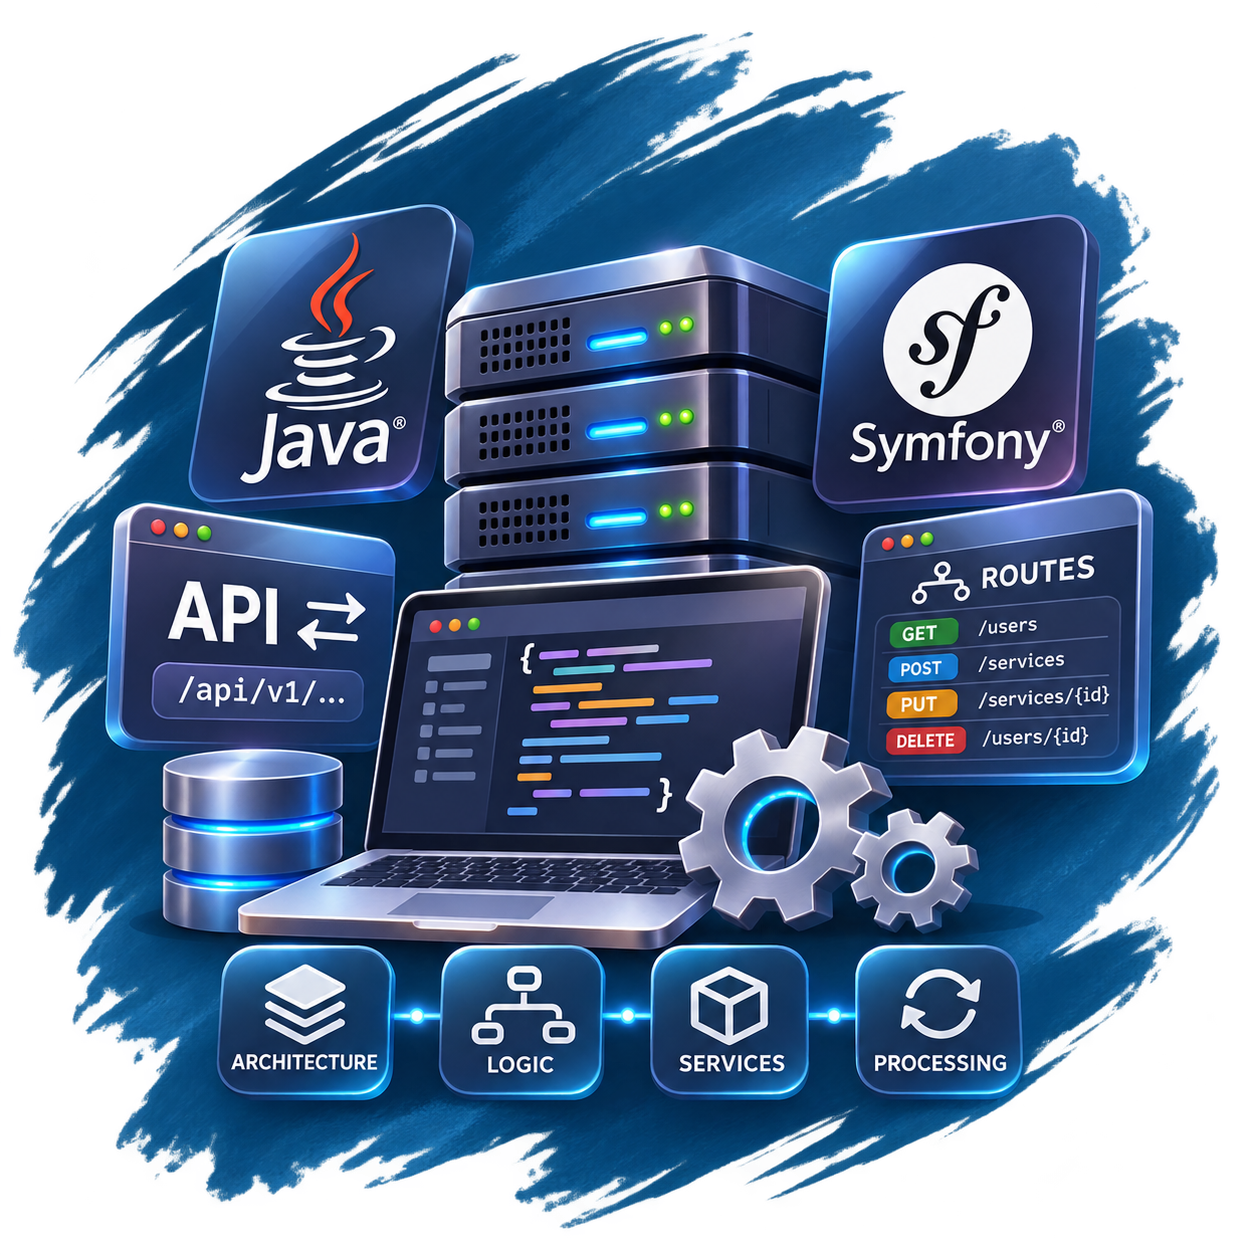 Java®
Symfony®
API
/api/v1/...
ROUTES
GET /users
POST /services
PUT /services/{id}
DELETE /users/{id}
{
}
ARCHITECTURE
LOGIC
SERVICES
PROCESSING